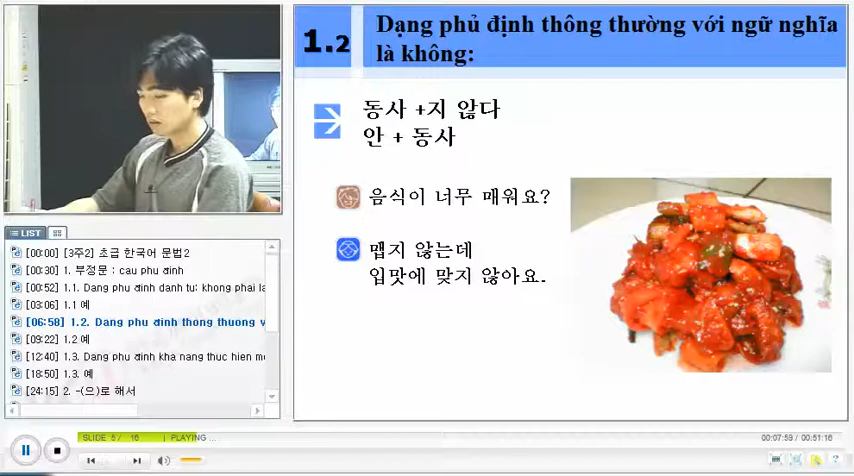 1.2
Dạng phủ định thông thường với ngữ nghĩa
là không:
동사 +지 않다
안 + 동사
음식이 너무 매워요?
맵지 않는데
입맛에 맞지 않아요.
LIST
[00:00] [3주2] 초급 한국어 문법2
[00:30] 1. 부정문 : cau phu đinh
[00:52] 1.1. Dang phu đinh danh tu: khong phai la
[03:06] 1.1 예
[06:58] 1.2. Dang phu đinh thong thuong v
[09:22] 1.2 예
[12:40] 1.3. Dang phu đinh kha nang thuc hien mo
[18:50] 1.3. 예
[24:15] 2. -(으)로 해서
SLIDE 5 / 16 PLAYING ...
00:07:59 / 00:51:16